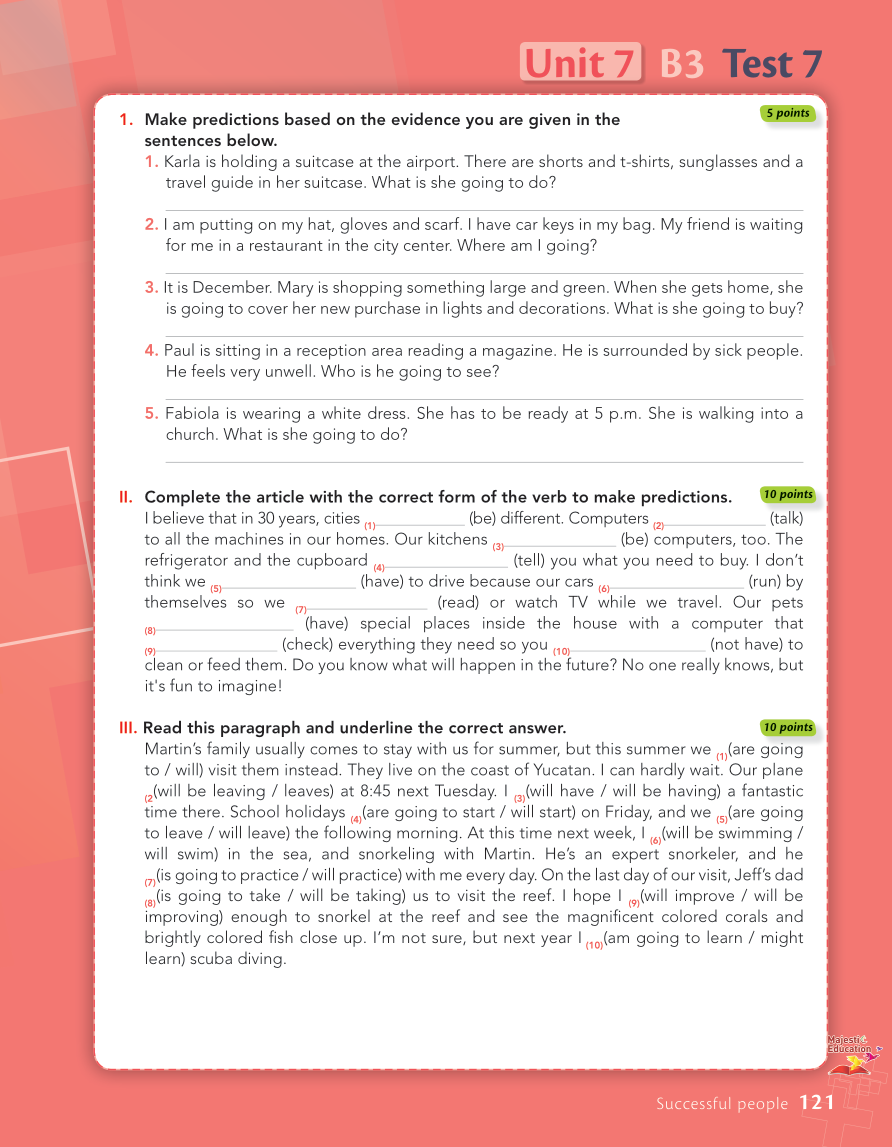 Unit 7 B3 Test 7
1. Make predictions based on the evidence you are given in the
5 points
sentences below.
1. Karla is holding a suitcase at the airport. There are shorts and t-shirts, sunglasses and a
travel guide in her suitcase. What is she going to do?
2. I am putting on my hat, gloves and scarf. I have car keys in my bag. My friend is waiting
for me in a restaurant in the city center. Where am I going?
3. It is December. Mary is shopping something large and green. When she gets home, she
is going to cover her new purchase in lights and decorations. What is she going to buy?
4. Paul is sitting in a reception area reading a magazine. He is surrounded by sick people.
He feels very unwell. Who is he going to see?
5. Fabiola is wearing a white dress. She has to be ready at 5 p.m. She is walking into a
church. What is she going to do?
II. Complete the article with the correct form of the verb to make predictions.
10 points
I believe that in 30 years, cities (1)__________ (be) different. Computers (2)__________ (talk)
to all the machines in our homes. Our kitchens (3)__________ (be) computers, too. The
refrigerator and the cupboard (4)__________ (tell) you what you need to buy. I don't
think we (5)__________ (have) to drive because our cars (6)__________ (run) by
themselves so we (7)__________ (read) or watch TV while we travel. Our pets
(8)__________ (have) special places inside the house with a computer that
(9)__________ (check) everything they need so you (10)__________ (not have) to
clean or feed them. Do you know what will happen in the future? No one really knows, but
it's fun to imagine!
III. Read this paragraph and underline the correct answer.
10 points
Martin's family usually comes to stay with us for summer, but this summer we (1)(are going
to / will) visit them instead. They live on the coast of Yucatan. I can hardly wait. Our plane
(2(will be leaving / leaves) at 8:45 next Tuesday. I (3)(will have / will be having) a fantastic
time there. School holidays (4)(are going to start / will start) on Friday, and we (5)(are going
to leave / will leave) the following morning. At this time next week, I (6)(will be swimming /
will swim) in the sea, and snorkeling with Martin. He's an expert snorkeler, and he
(7)(is going to practice / will practice) with me every day. On the last day of our visit, Jeff's dad
(8)(is going to take / will be taking) us to visit the reef. I hope I (9)(will improve / will be
improving) enough to snorkel at the reef and see the magnificent colored corals and
brightly colored fish close up. I'm not sure, but next year I (10)(am going to learn / might
learn) scuba diving.
Majestic
Education
Successful people 121